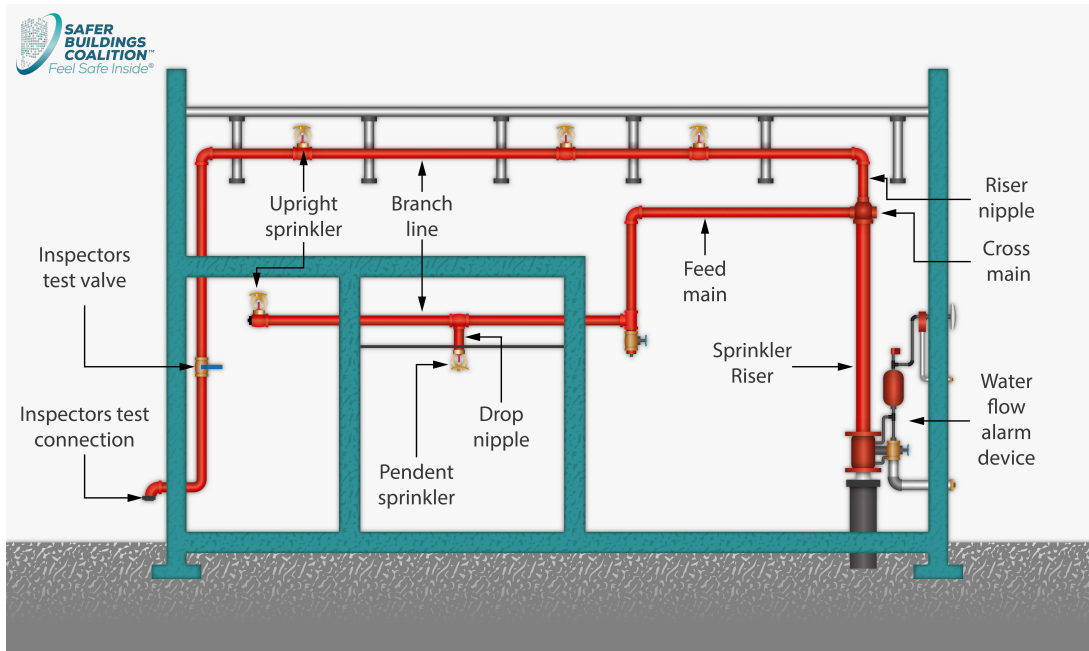 SAFER
BUILDINGS
COALITION™
Feel Safe Inside®
Upright
sprinkler
Branch
line
Riser
nipple
Inspectors
test valve
Feed
main
Cross
main
Sprinkler
Riser
Water
flow
alarm
device
Inspectors test
connection
Drop
nipple
Pendent
sprinkler